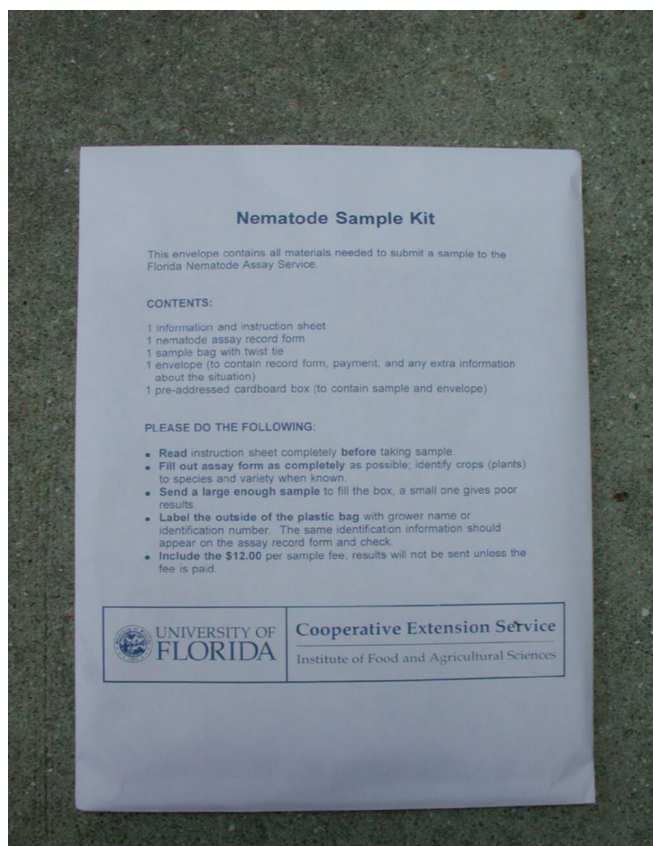 Nematode Sample Kit
This envelope contains all materials needed to submit a sample to the
Florida Nematode Assay Service.
CONTENTS:
1 information and instruction sheet
1 nematode assay record form
1 sample bag with twist tie
1 envelope (to contain record form, payment, and any extra information
about the situation)
1 pre-addressed cardboard box (to contain sample and envelope)
PLEASE DO THE FOLLOWING:
• Read instruction sheet completely before taking sample.
• Fill out assay form as completely as possible; identify crops (plants)
to species and variety when known.
• Send a large enough sample to fill the box, a small one gives poor
results.
• Label the outside of the plastic bag with grower name or
identification number. The same identification information should
appear on the assay record form and check.
• Include the $12.00 per sample fee; results will not be sent unless the
fee is paid.
UNIVERSITY OF
FLORIDA
Cooperative Extension Service
Institute of Food and Agricultural Sciences